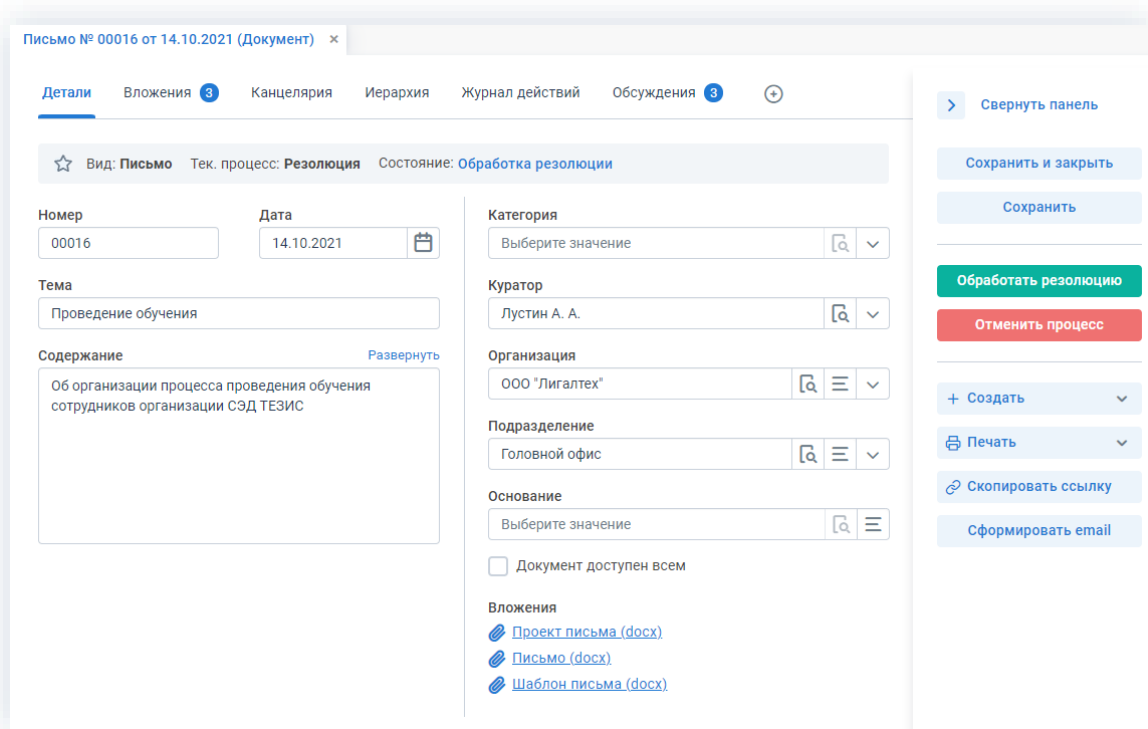 Письмо № 00016 от 14.10.2021 (Документ) ×
Детали Вложения 3 Канцелярия Иерархия Журнал действий Обсуждения 3
Вид: Письмо Тек. процесс: Резолюция Состояние: Обработка резолюции
Номер Дата
00016 14.10.2021
Тема
Проведение обучения
Содержание Развернуть
Об организации процесса проведения обучения
сотрудников организации СЭД ТЕЗИС
Категория
Выберите значение
Куратор
Лустин А. А.
Организация
ООО "Лигалтех"
Подразделение
Головной офис
Основание
Выберите значение
Документ доступен всем
Вложения
Проект письма (docx)
Письмо (docx)
Шаблон письма (docx)
Свернуть панель
Сохранить и закрыть
Сохранить
Обработать резолюцию
Отменить процесс
+ Создать
Печать
Скопировать ссылку
Сформировать email